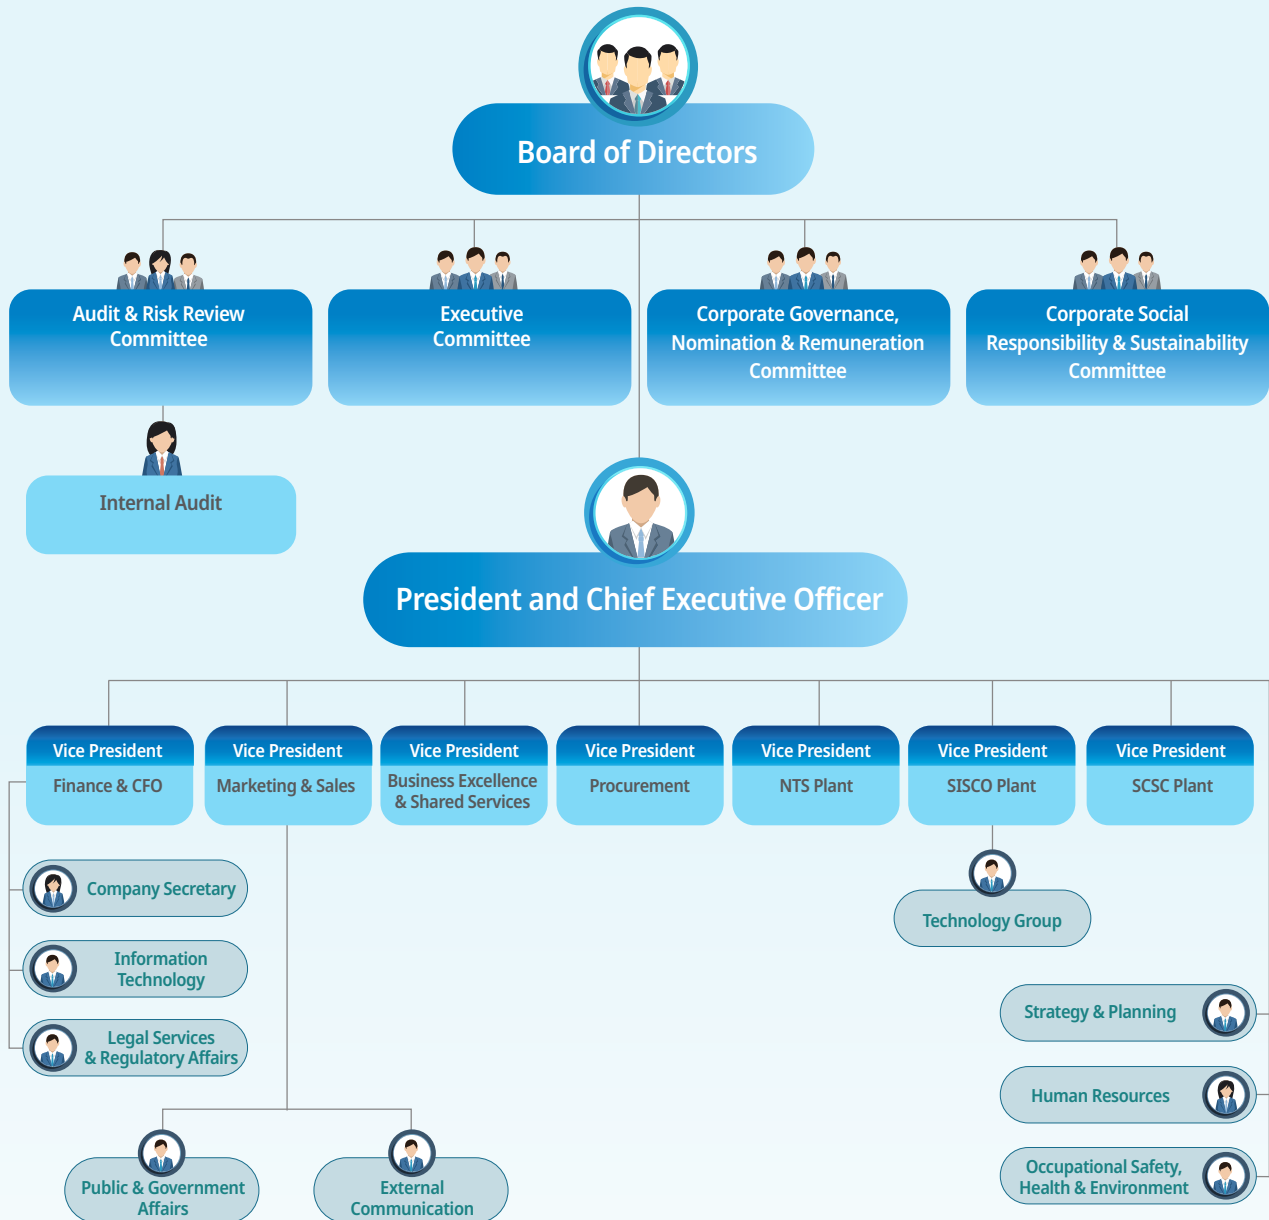 Board of Directors
Audit & Risk Review
Committee
Executive
Committee
Corporate Governance,
Nomination & Remuneration
Committee
Corporate Social
Responsibility & Sustainability
Committee
Internal Audit
President and Chief Executive Officer
Vice President
Finance & CFO
Vice President
Marketing & Sales
Vice President
Business Excellence
& Shared Services
Vice President
Procurement
Vice President
NTS Plant
Vice President
SISCO Plant
Vice President
SCSC Plant
Company Secretary
Information
Technology
Legal Services
& Regulatory Affairs
Technology Group
Strategy & Planning
Human Resources
Occupational Safety,
Health & Environment
Public & Government
Affairs
External
Communication